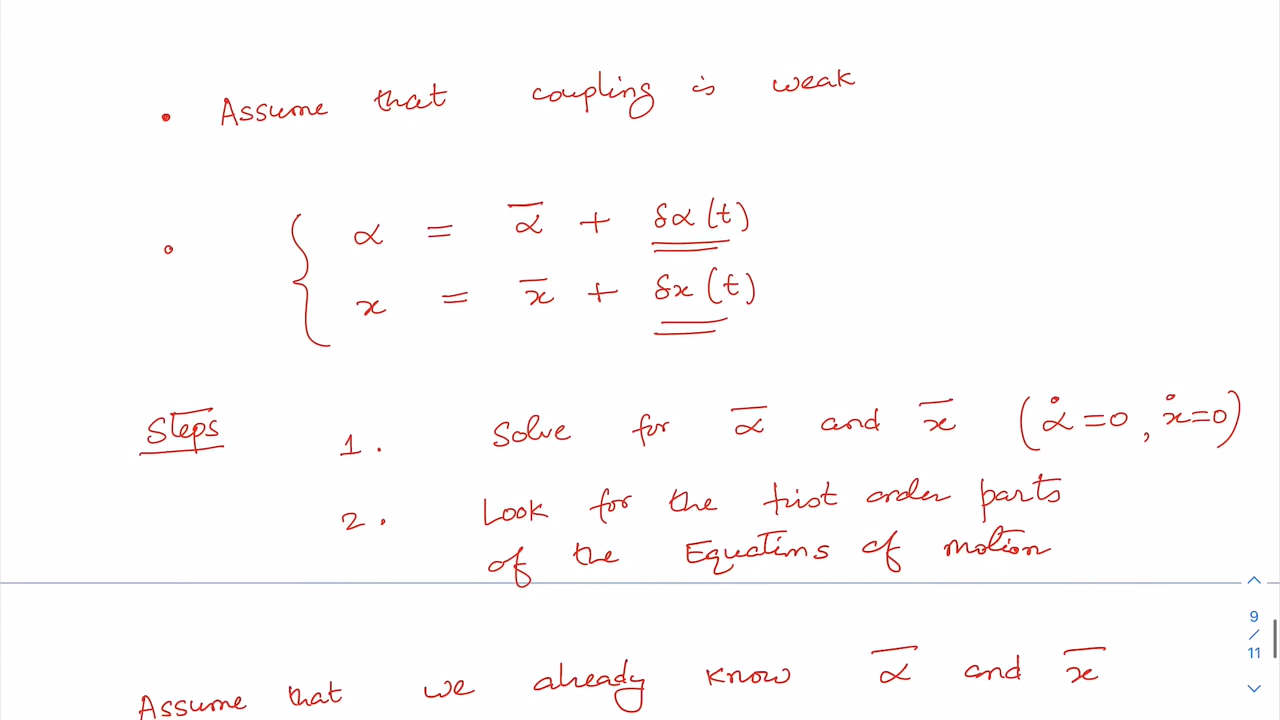 • Assume that coupling is weak
• { α = ᾱ + δα(t)
x = x̄ + δx(t)
Steps 1. Solve for ᾱ and x̄ (α̇=0, ẋ=0)
2. Look for the first order parts
of the Equations of motion
9
/
11
Assume that we already know ᾱ and x̄